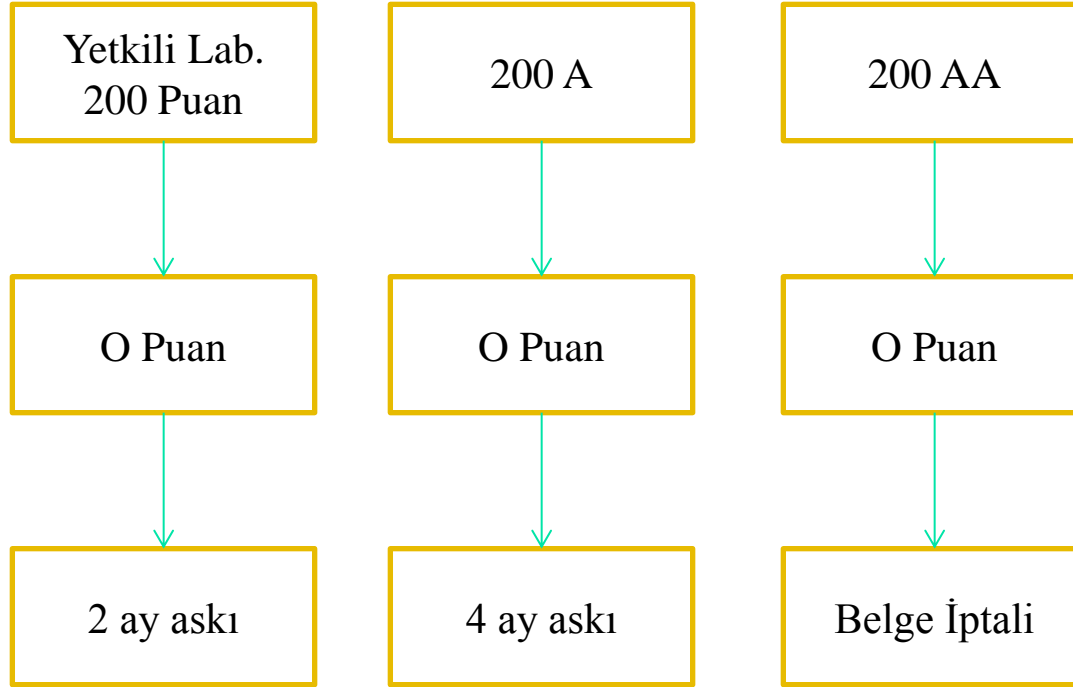 Yetkili Lab.
200 Puan
200 A
200 AA
O Puan
O Puan
O Puan
2 ay askı
4 ay askı
Belge İptali